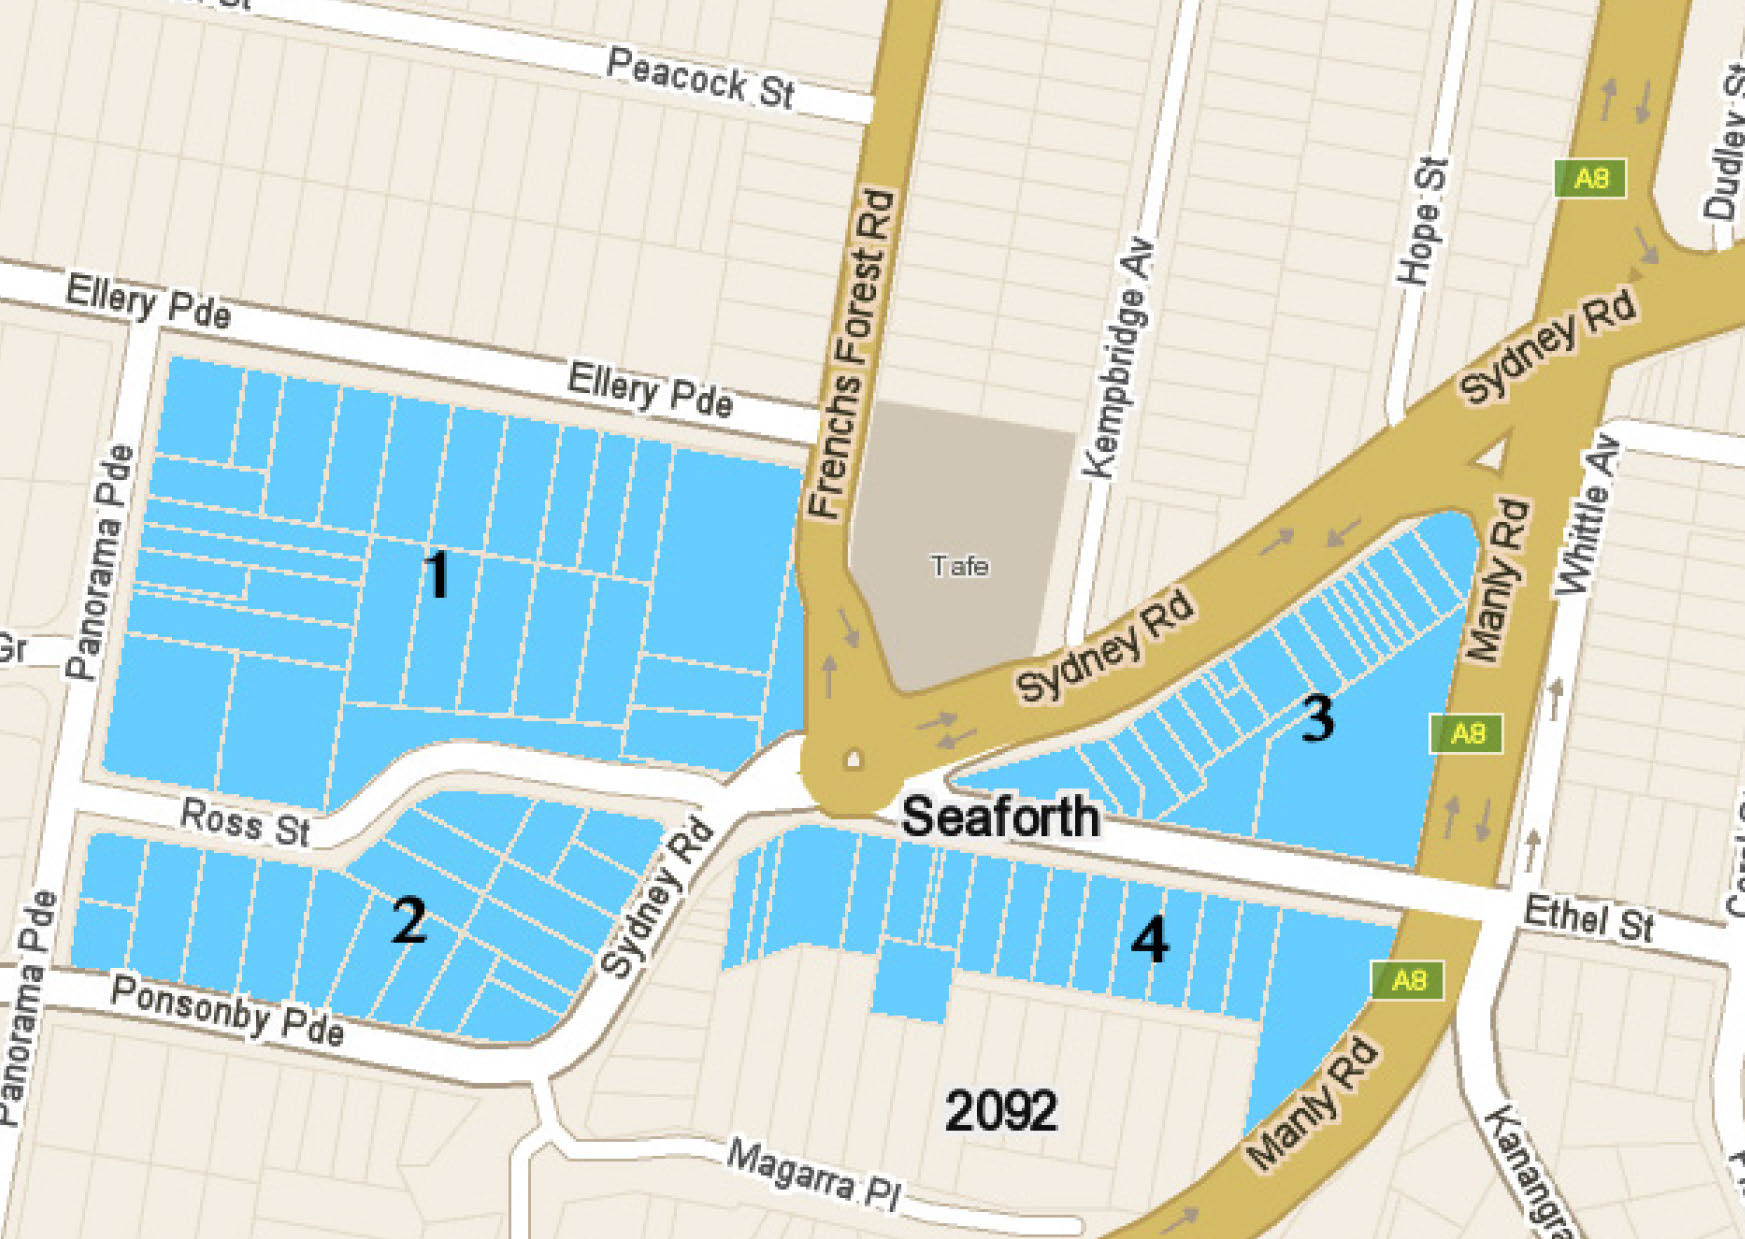 St
Peacock St
A8
Dudley St
Hope St
Frenchs Forest Rd
Kempbridge Av
Ellery Pde
Ellery Pde
Sydney Rd
Panorama Pde
Whittle Av
Manly Rd
Tafe
1
Gr
Sydney Rd
3
A8
Ross St
Seaforth
Sydney Rd
2
4
Ethel St
Panorama Pde
A8
Ponsonby Pde
2092
Manly Rd
Magarra Pl
Kanangra